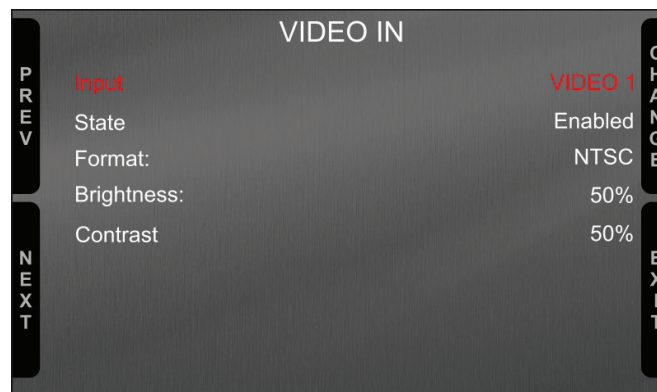 VIDEO IN
PREV
Input VIDEO 1
State Enabled
Format: NTSC
Brightness: 50%
Contrast 50%
NEXT
CHANGE
EXIT